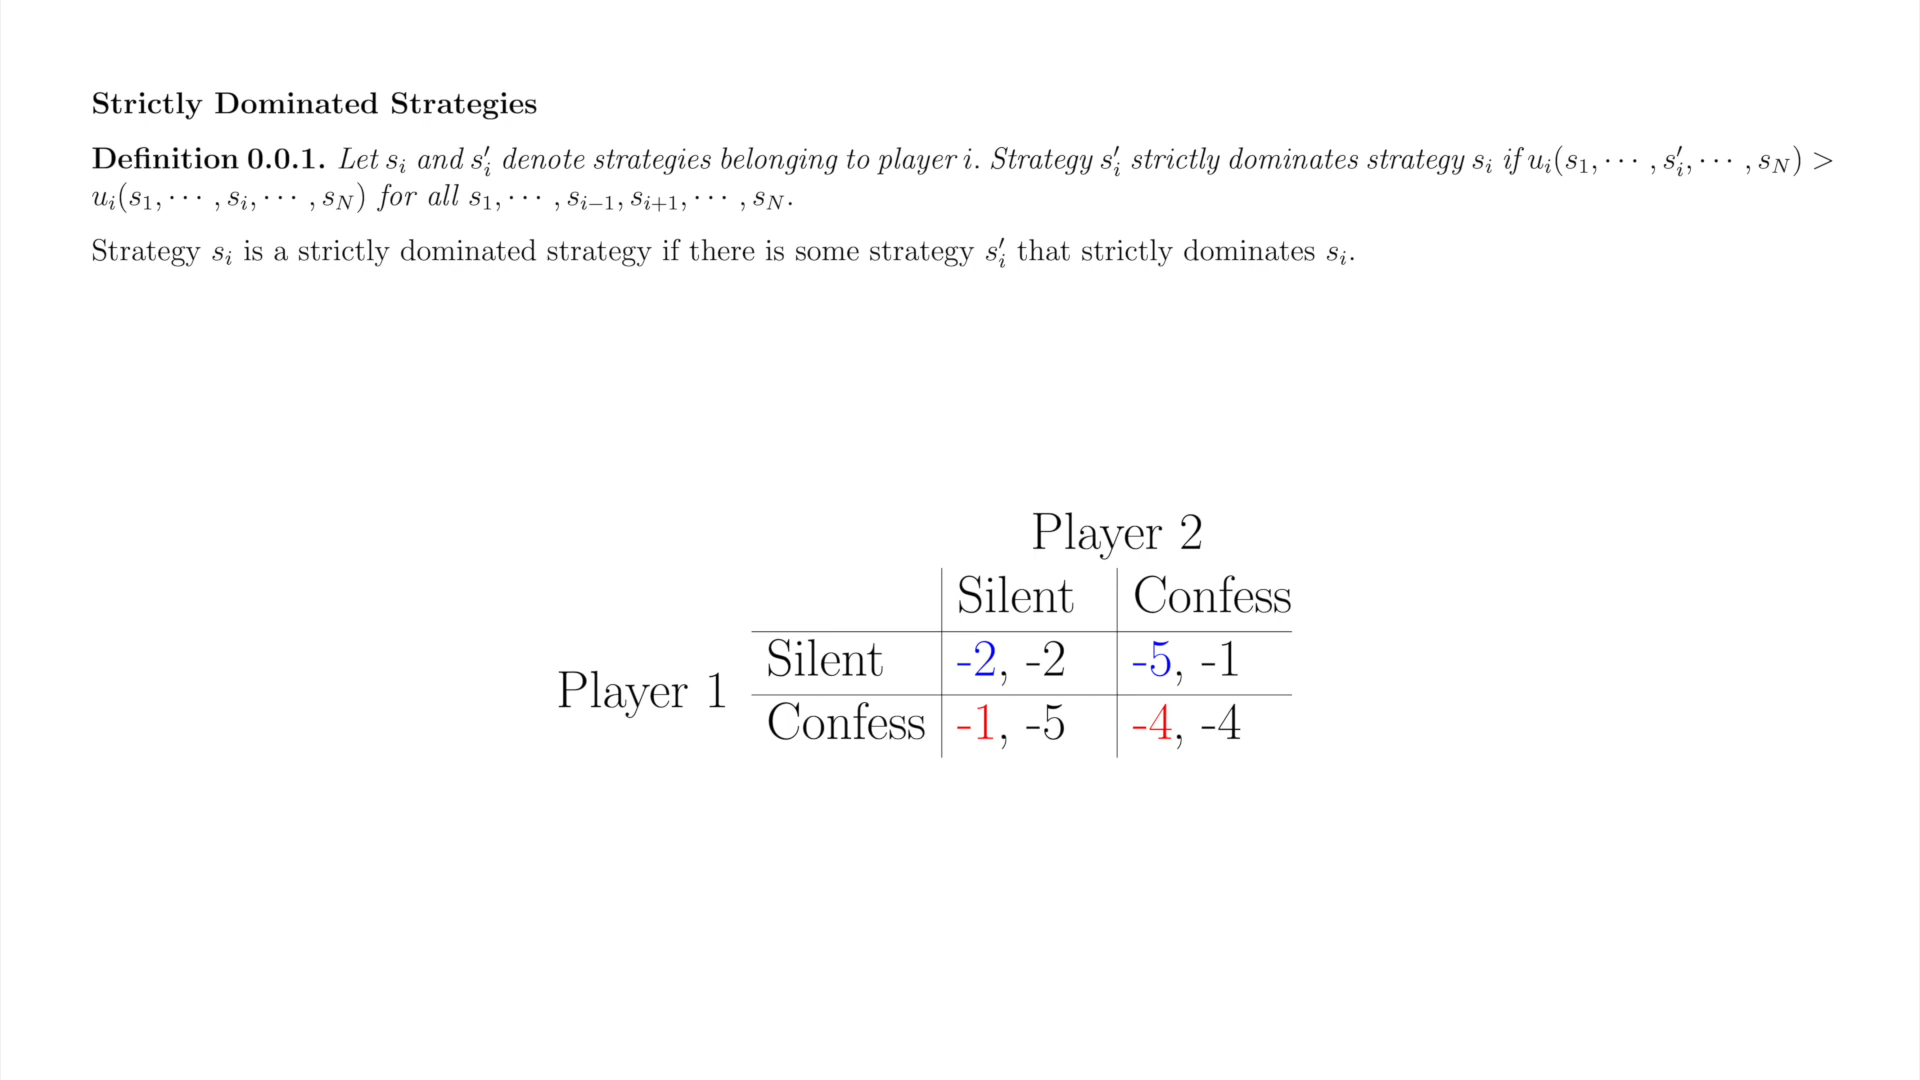 Strictly Dominated Strategies
Definition 0.0.1. Let sᵢ and s′ᵢ denote strategies belonging to player i. Strategy s′ᵢ strictly dominates strategy sᵢ if uᵢ(s₁, ⋯ , s′ᵢ, ⋯ , s_N) >
uᵢ(s₁, ⋯ , sᵢ, ⋯ , s_N) for all s₁, ⋯ , sᵢ₋₁, sᵢ₊₁, ⋯ , s_N.
Strategy sᵢ is a strictly dominated strategy if there is some strategy s′ᵢ that strictly dominates sᵢ.
Player 2
Silent Confess
Silent -2, -2 -5, -1
Player 1
Confess -1, -5 -4, -4